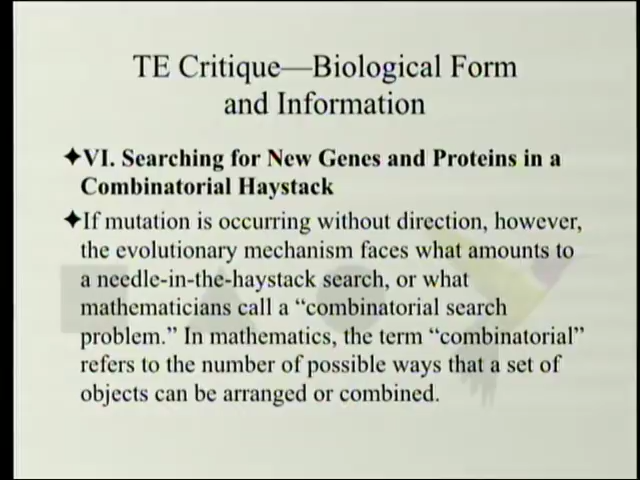 TE Critique—Biological Form
and Information
✦VI. Searching for New Genes and Proteins in a
Combinatorial Haystack
✦If mutation is occurring without direction, however,
the evolutionary mechanism faces what amounts to
a needle-in-the-haystack search, or what
mathematicians call a “combinatorial search
problem.” In mathematics, the term “combinatorial”
refers to the number of possible ways that a set of
objects can be arranged or combined.